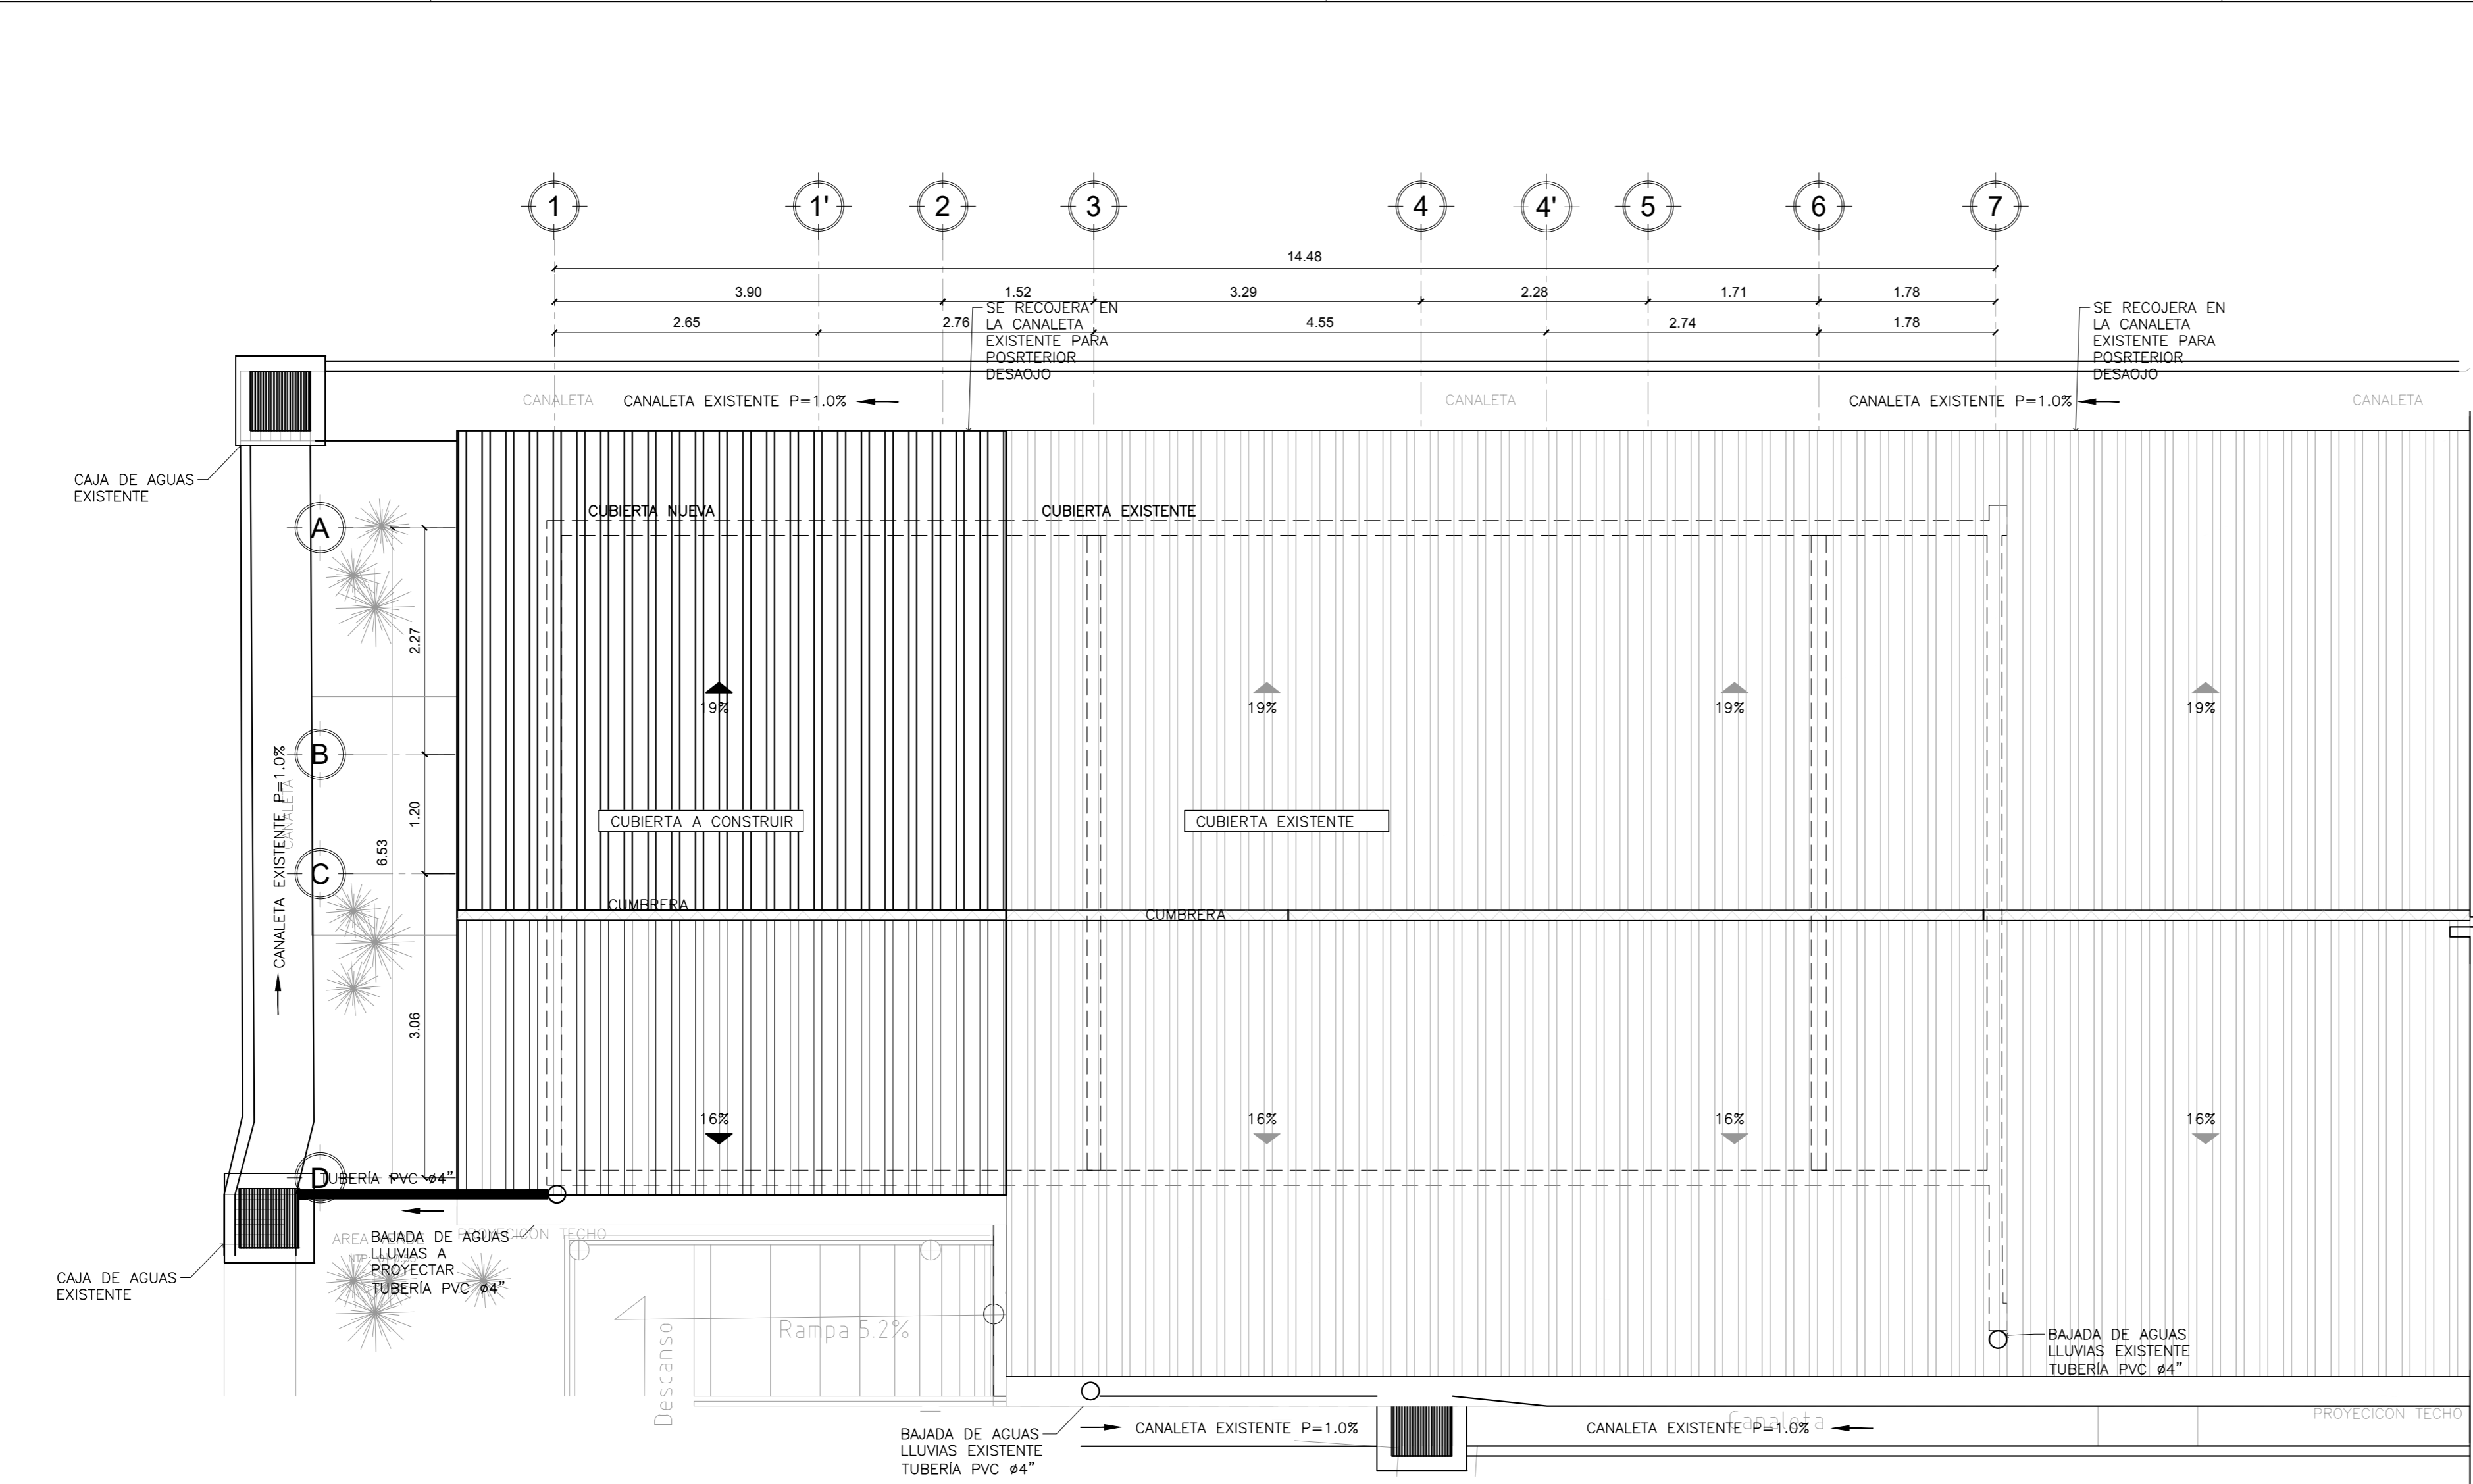 1
1'
2
3
4
4'
5
6
7
14.48
3.90
1.52
3.29
2.28
1.71
1.78
2.65
2.76
4.55
2.74
1.78
SE RECOJERA EN
LA CANALETA
EXISTENTE PARA
POSRTERIOR
DESAOJO
SE RECOJERA EN
LA CANALETA
EXISTENTE PARA
POSRTERIOR
DESAOJO
CANALETA
CANALETA EXISTENTE P=1.0%
CANALETA
CANALETA EXISTENTE P=1.0%
CANALETA
CAJA DE AGUAS
EXISTENTE
A
B
C
D
2.27
1.20
6.53
3.06
CANALETA EXISTENTE P=1.0%
CANALETA
CUBIERTA NUEVA
CUBIERTA EXISTENTE
19%
19%
19%
19%
CUBIERTA A CONSTRUIR
CUBIERTA EXISTENTE
CUMBRERA
CUMBRERA
16%
16%
16%
16%
TUBERÍA PVC ø4"
PROYECICON TECHO
BAJADA DE AGUAS
LLUVIAS A
PROYECTAR
TUBERÍA PVC ø4"
CAJA DE AGUAS
EXISTENTE
Rampa 5.2%
Descanso
BAJADA DE AGUAS
LLUVIAS EXISTENTE
TUBERÍA PVC ø4"
BAJADA DE AGUAS
LLUVIAS EXISTENTE
TUBERÍA PVC ø4"
CANALETA EXISTENTE P=1.0%
CANALETA EXISTENTE P=1.0%
Canaleta
PROYECICON TECHO